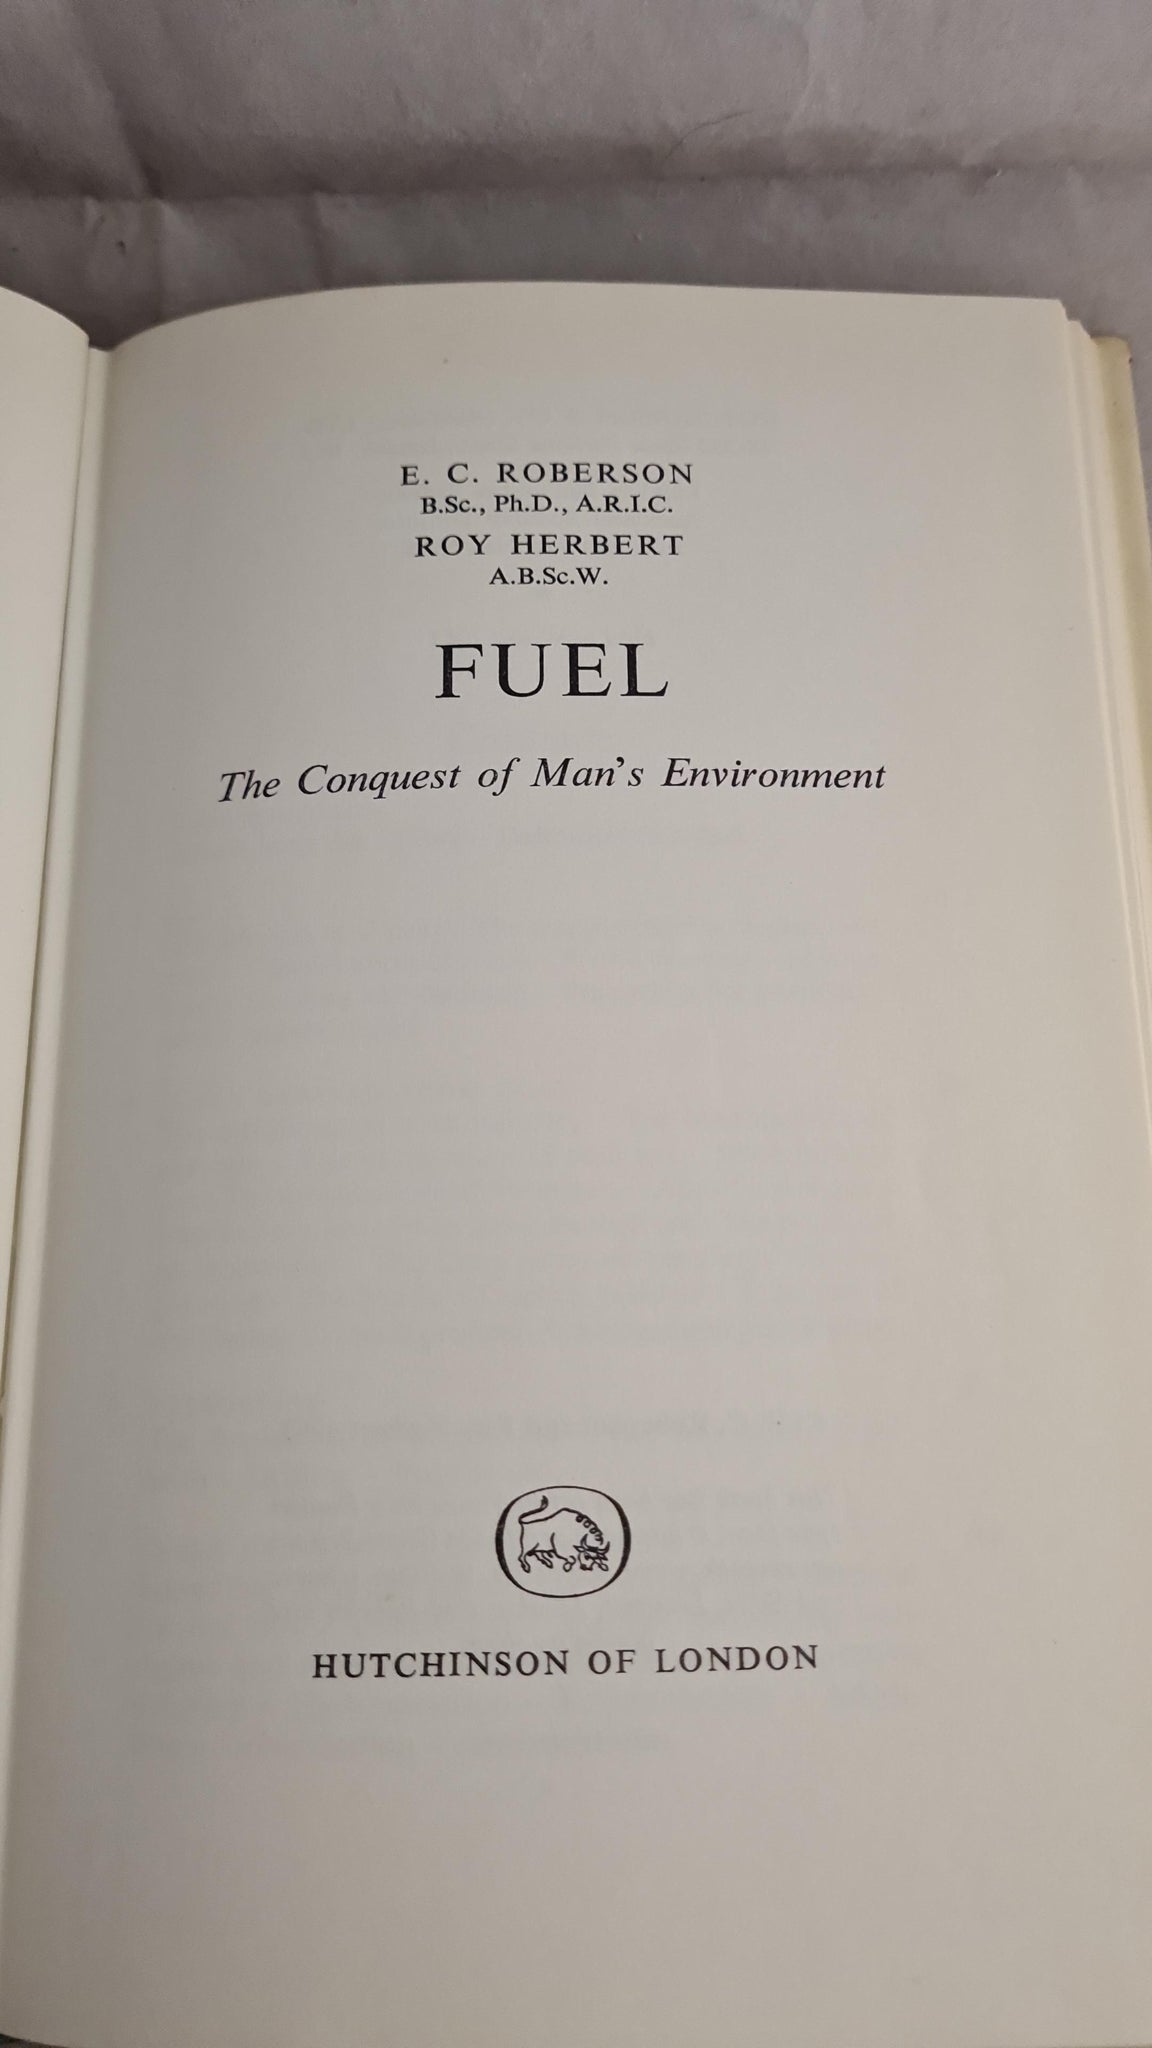 E. C. ROBERSON
B.Sc., Ph.D., A.R.I.C.
ROY HERBERT
A.B.Sc.W.
FUEL
The Conquest of Man's Environment
HUTCHINSON OF LONDON